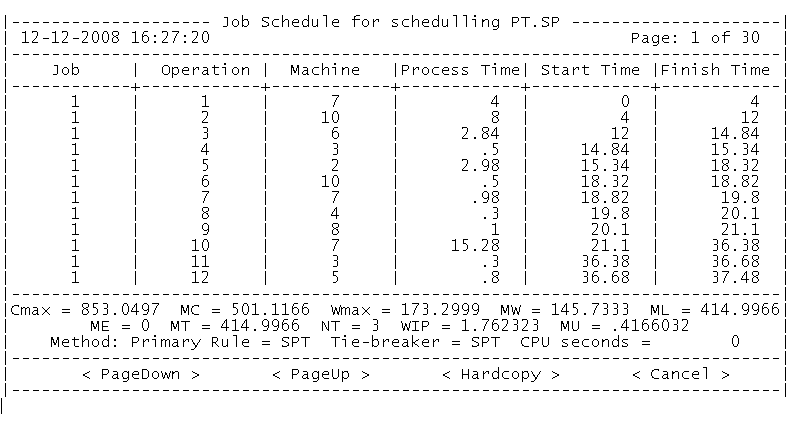 Job Schedule for schedulling PT.SP
12-12-2008 16:27:20 Page: 1 of 30
Job | Operation | Machine |Process Time| Start Time |Finish Time
1 | 1 | 7 | 4 | 0 | 4
1 | 2 | 10 | 8 | 4 | 12
1 | 3 | 6 | 2.84 | 12 | 14.84
1 | 4 | 3 | .5 | 14.84 | 15.34
1 | 5 | 2 | 2.98 | 15.34 | 18.32
1 | 6 | 10 | .5 | 18.32 | 18.82
1 | 7 | 7 | .98 | 18.82 | 19.8
1 | 8 | 4 | .3 | 19.8 | 20.1
1 | 9 | 8 | 1 | 20.1 | 21.1
1 | 10 | 7 | 15.28 | 21.1 | 36.38
1 | 11 | 3 | .3 | 36.38 | 36.68
1 | 12 | 5 | .8 | 36.68 | 37.48
Cmax = 853.0497 MC = 501.1166 Wmax = 173.2999 MW = 145.7333 ML = 414.9966
ME = 0 MT = 414.9966 NT = 3 WIP = 1.762323 MU = .4166032
Method: Primary Rule = SPT Tie-breaker = SPT CPU seconds = 0
< PageDown > < PageUp > < Hardcopy > < Cancel >